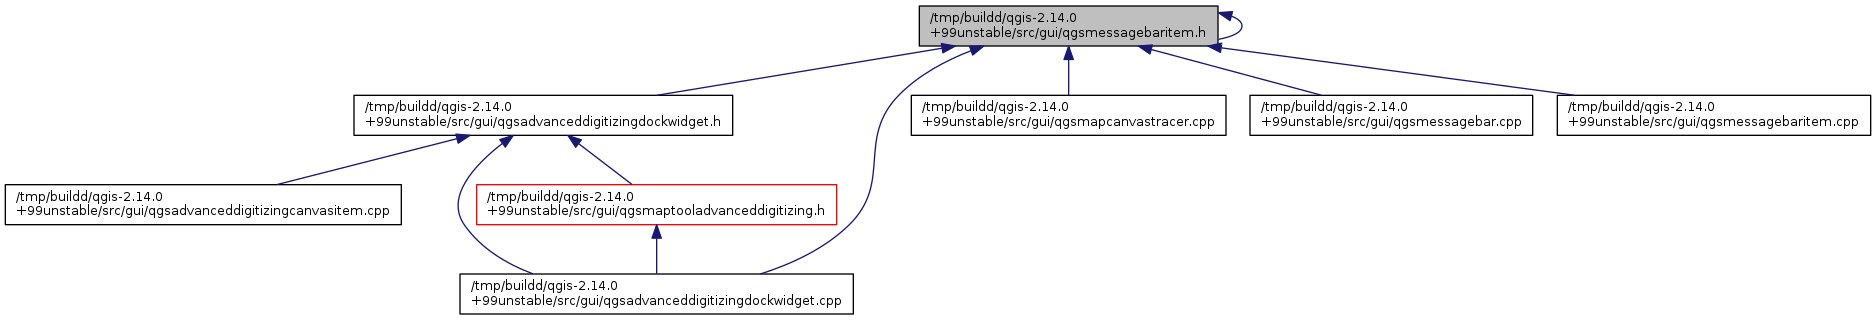 /tmp/buildd/qgis-2.14.0
+99unstable/src/gui/qgsmessagebaritem.h
/tmp/buildd/qgis-2.14.0
+99unstable/src/gui/qgsadvanceddigitizingdockwidget.h
/tmp/buildd/qgis-2.14.0
+99unstable/src/gui/qgsmapcanvastracer.cpp
/tmp/buildd/qgis-2.14.0
+99unstable/src/gui/qgsmessagebar.cpp
/tmp/buildd/qgis-2.14.0
+99unstable/src/gui/qgsmessagebaritem.cpp
/tmp/buildd/qgis-2.14.0
+99unstable/src/gui/qgsadvanceddigitizingcanvasitem.cpp
/tmp/buildd/qgis-2.14.0
+99unstable/src/gui/qgsmaptooladvanceddigitizing.h
/tmp/buildd/qgis-2.14.0
+99unstable/src/gui/qgsadvanceddigitizingdockwidget.cpp